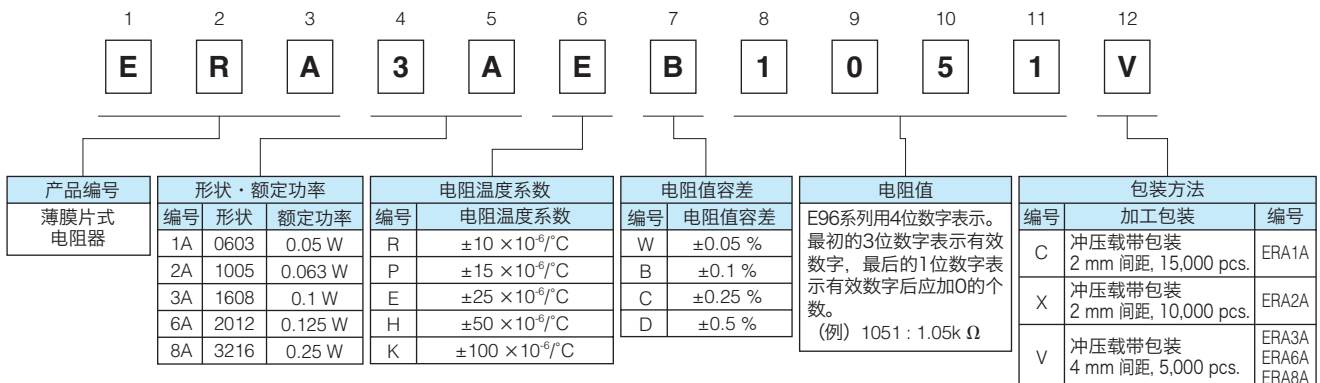 1 2 3 4 5 6 7 8 9 10 11 12
E R A 3 A E B 1 0 5 1 V
产品编号
薄膜片式
电阻器
形状・额定功率
编号 形状 额定功率
1A 0603 0.05 W
2A 1005 0.063 W
3A 1608 0.1 W
6A 2012 0.125 W
8A 3216 0.25 W
电阻温度系数
编号 电阻温度系数
R ±10 ×10⁻⁶/°C
P ±15 ×10⁻⁶/°C
E ±25 ×10⁻⁶/°C
H ±50 ×10⁻⁶/°C
K ±100 ×10⁻⁶/°C
电阻值容差
编号 电阻值容差
W ±0.05 %
B ±0.1 %
C ±0.25 %
D ±0.5 %
电阻值
E96系列用4位数字表示。
最初的3位数字表示有效
数字，最后的1位数字表
示有效数字后应加0的个
数。
（例）1051 : 1.05k Ω
包装方法
编号 加工包装 编号
C 冲压载带包装 ERA1A
2 mm 间距, 15,000 pcs.
X 冲压载带包装 ERA2A
2 mm 间距, 10,000 pcs.
V 冲压载带包装
4 mm 间距, 5,000 pcs.
ERA3A
ERA6A
ERA8A